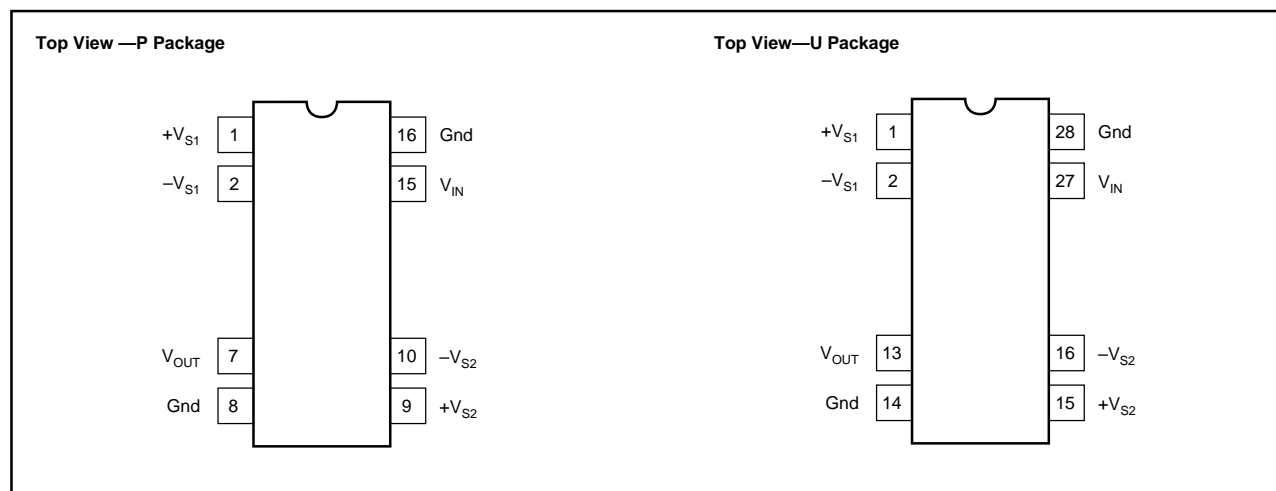 Top View —P Package
+VS1 1 16 Gnd
–VS1 2 15 VIN
VOUT 7 10 –VS2
Gnd 8 9 +VS2
Top View—U Package
+VS1 1 28 Gnd
–VS1 2 27 VIN
VOUT 13 16 –VS2
Gnd 14 15 +VS2